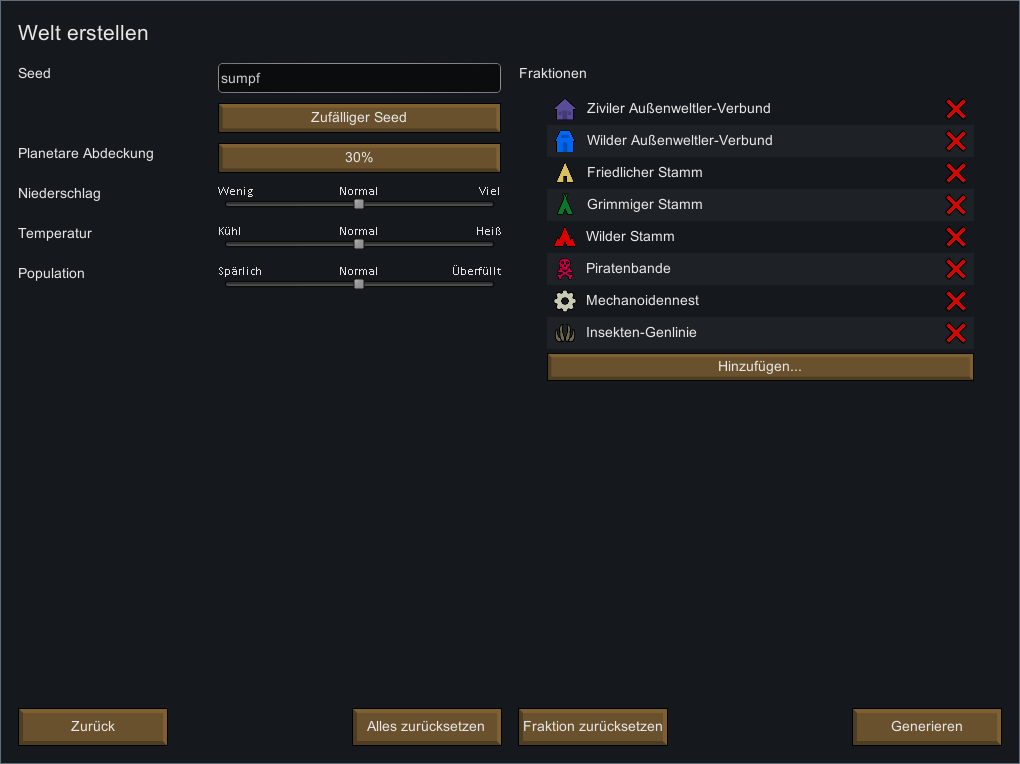 Welt erstellen
Seed
sumpf
Zufälliger Seed
Planetare Abdeckung
30%
Niederschlag
Wenig Normal Viel
Temperatur
Kühl Normal Heiß
Population
Spärlich Normal Überfüllt
Fraktionen
Ziviler Außenweltler-Verbund
Wilder Außenweltler-Verbund
Friedlicher Stamm
Grimmiger Stamm
Wilder Stamm
Piratenbande
Mechanoidennest
Insekten-Genlinie
Hinzufügen...
Zurück
Alles zurücksetzen
Fraktion zurücksetzen
Generieren